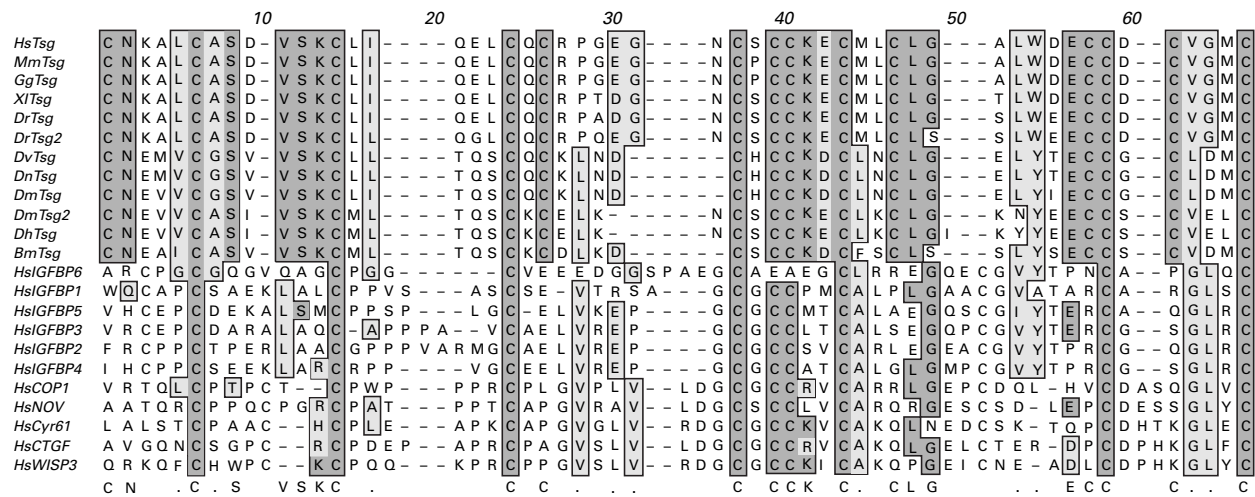 10 20 30 40 50 60
HsTsg C N K A L C A S D - V S K C L I - - - - Q E L C Q C R P G E G - - - - N C S C C K E C M L C L G - - - A L W D E C C D - - C V G M C
MmTsg C N K A L C A S D - V S K C L I - - - - Q E L C Q C R P G E G - - - - N C P C C K E C M L C L G - - - A L W D E C C D - - C V G M C
GgTsg C N K A L C A S D - V S K C L I - - - - Q E L C Q C R P G E G - - - - N C P C C K E C M L C L G - - - A L W D E C C D - - C V G M C
XlTsg C N K A L C A S D - V S K C L I - - - - Q E L C Q C R P T D G - - - - N C S C C K E C M L C L G - - - T L W D E C C D - - C V G M C
DrTsg C N K A L C A S D - V S K C L I - - - - Q E L C Q C R P A D G - - - - N C S C C K E C M L C L G - - - S L W E E C C D - - C V G M C
DrTsg2 C N K A L C A S D - V S K C L I - - - - Q G L C Q C R P Q E G - - - - N C S C C K E C M L C L S - - - S L W E E C C D - - C V G M C
DvTsg C N E M V C G S V - V S K C L L - - - - T Q S C Q C K L N D - - - - - - C H C C K D C L N C L G - - - E L Y T E C C G - - C L D M C
DnTsg C N E M V C G S V - V S K C L L - - - - T Q S C Q C K L N D - - - - - - C H C C K D C L N C L G - - - E L Y T E C C G - - C L D M C
DmTsg C N E V V C G S V - V S K C L L - - - - T Q S C Q C K L N D - - - - - - C H C C K D C L N C L G - - - E L Y I E C C G - - C L D M C
DmTsg2 C N E V V C A S I - V S K C M L - - - - T Q S C K C E L K - - - - - N C S C C K E C L K C L G - - - K N Y E E C C S - - C V E L C
DhTsg C N E V V C A S I - V S K C M L - - - - T Q S C K C D L K - - - - - N C S C C K E C L K C L G - - - I K Y Y E E C C S - - C V E L C
BmTsg C N E A I C A S V - V S K C M L - - - - T Q S C K C D L K D - - - - - N C S C C K D C F S C L S - - - S L Y S E C C S - - C V D M C
HsIGFBP6 A R C P G C G Q G V Q A G C P G G - - - - - - C V E E E D G G S P A E G C A E A E G C L R R E G Q E C G V Y T P N C A - - P G L Q C
HsIGFBP1 W Q C A P C S A E K L A L C P P V S - - - A S C S E - V T R S A - - G C G C C P M C A L P L G A A C G V A T A R C A - - R G L S C
HsIGFBP5 V H C E P C D E K A L S M C P P S P - - - L G - C E L V K E P - - - - G C G C C M T C A L A E G Q S C G I Y T E R C A - - Q G L R C
HsIGFBP3 V R C E P C D A R A L A Q C - A P P P A - V C A E L V R E P - - - - G C G C C L T C A L S E G Q P C G V Y T E R C G - - S G L R C
HsIGFBP2 F R C P P C T P E R L A A C G P P P V A R M G C A E L V R E P - - - - G C G C C S V C A R L E G E A C G V Y T P R C G - - Q G L R C
HsIGFBP4 I H C P P C S E E K L A R C R P P - - - V G C E E L V R E P - - - - G C G C C A T C A L G L G M P C G V Y T P R C G - - S G L R C
HsCOP1 V R T Q L C P T P C T - - C P W P - - - P P R C P L G V P L V - - - L D G C G C C R V C A R R L G E P C D Q L - H V C D A S Q G L V C
HsNOV A A T Q R C P P Q C P G R C P A T - - - P P T C A P G V R A V - - - L D G C S C C L V C A R Q R G E S C S D - L E P C D E S S G L Y C
HsCyr61 L A L S T C P A A C - - H C P L E - - - A P K C A P G V G L V - - - R D G C G C C K V C A K Q L N E D C S K - T Q P C D H T K G L E C
HsCTGF A V G Q N C S G P C - - R C P D E P - - A P R C P A G V S L V - - - L D G C G C C R V C A K Q L G E L C T E R - D P C D P H K G L F C
HsWISP3 Q R K Q F C H W P C - - K C P Q Q - - - K P R C P P G V S L V - - - R D G C G C C K I C A K Q P G E I C N E - A D L C D P H K G L Y C
C N . C . S V S K C . C C . . . C C C C K C . C L G . . E C C C . . C